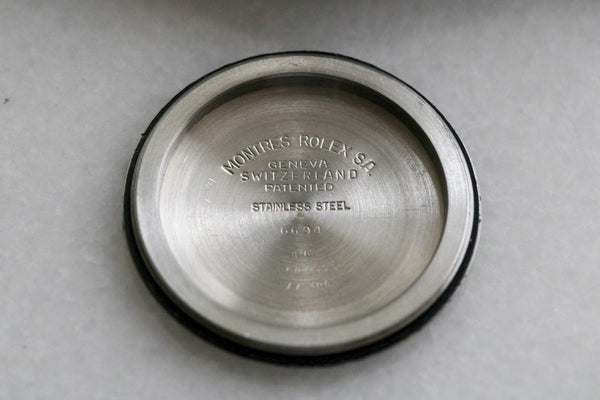 MONTRES ROLEX S.A.
GENEVA
SWITZERLAND
PATENTED
STAINLESS STEEL
6694